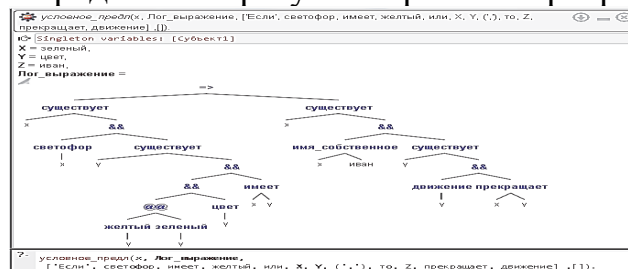 условное_предл(x, Лог_выражение, ['Если', светофор, имеет, желтый, или, X, Y, (','), то, Z,
прекращает, движение] ,[]).
Singleton variables: [Субъект1]
X = зеленый,
Y = цвет,
Z = иван,
Лог_выражение =
=>
существует существует
x && x &&
светофор существует имя_собственное существует
x y && x иван y &&
&& имеет движение прекращает
@@ цвет x y y x y
желтый зеленый y
y y
?- условное_предл(x, Лог_выражение,
['Если', светофор, имеет, желтый, или, X, Y, (','), то, Z, прекращает, движение] ,[]).